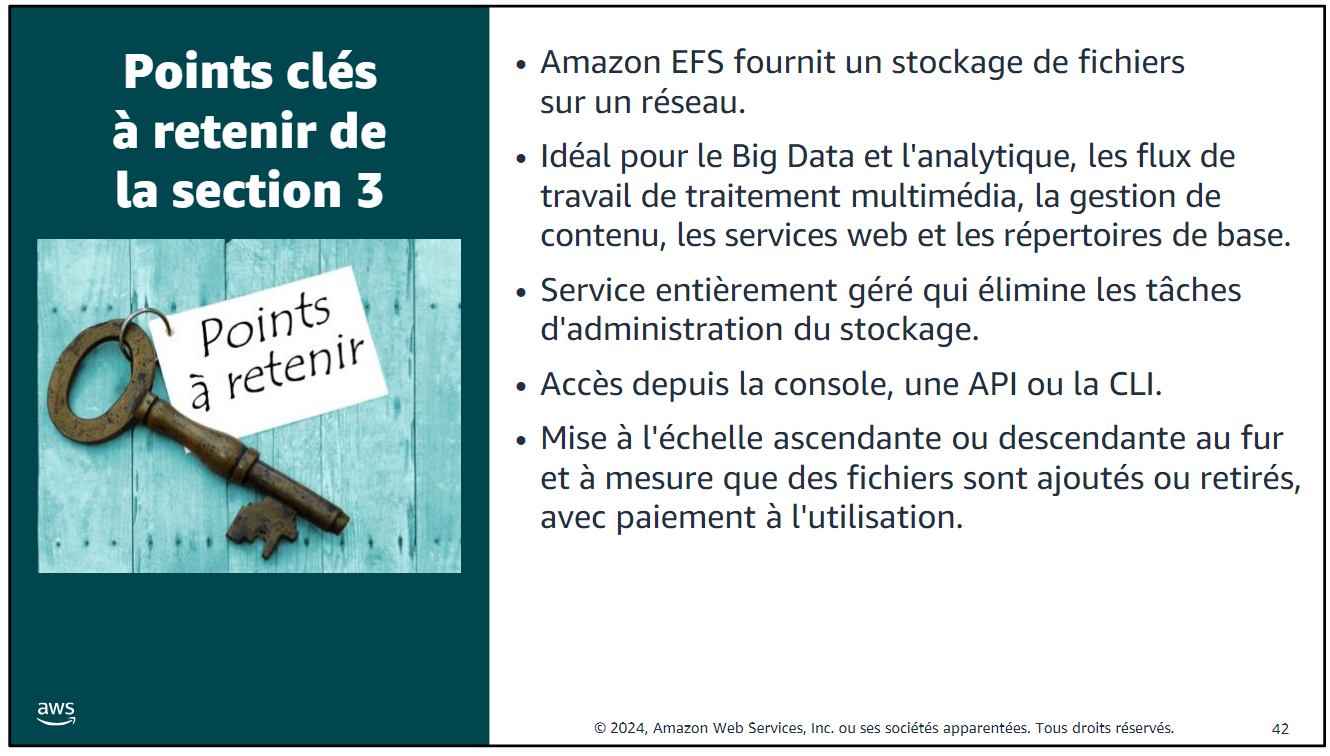 Points clés
à retenir de
la section 3
Points
à retenir
aws
• Amazon EFS fournit un stockage de fichiers
sur un réseau.
• Idéal pour le Big Data et l'analytique, les flux de
travail de traitement multimédia, la gestion de
contenu, les services web et les répertoires de base.
• Service entièrement géré qui élimine les tâches
d'administration du stockage.
• Accès depuis la console, une API ou la CLI.
• Mise à l'échelle ascendante ou descendante au fur
et à mesure que des fichiers sont ajoutés ou retirés,
avec paiement à l'utilisation.
© 2024, Amazon Web Services, Inc. ou ses sociétés apparentées. Tous droits réservés.
42